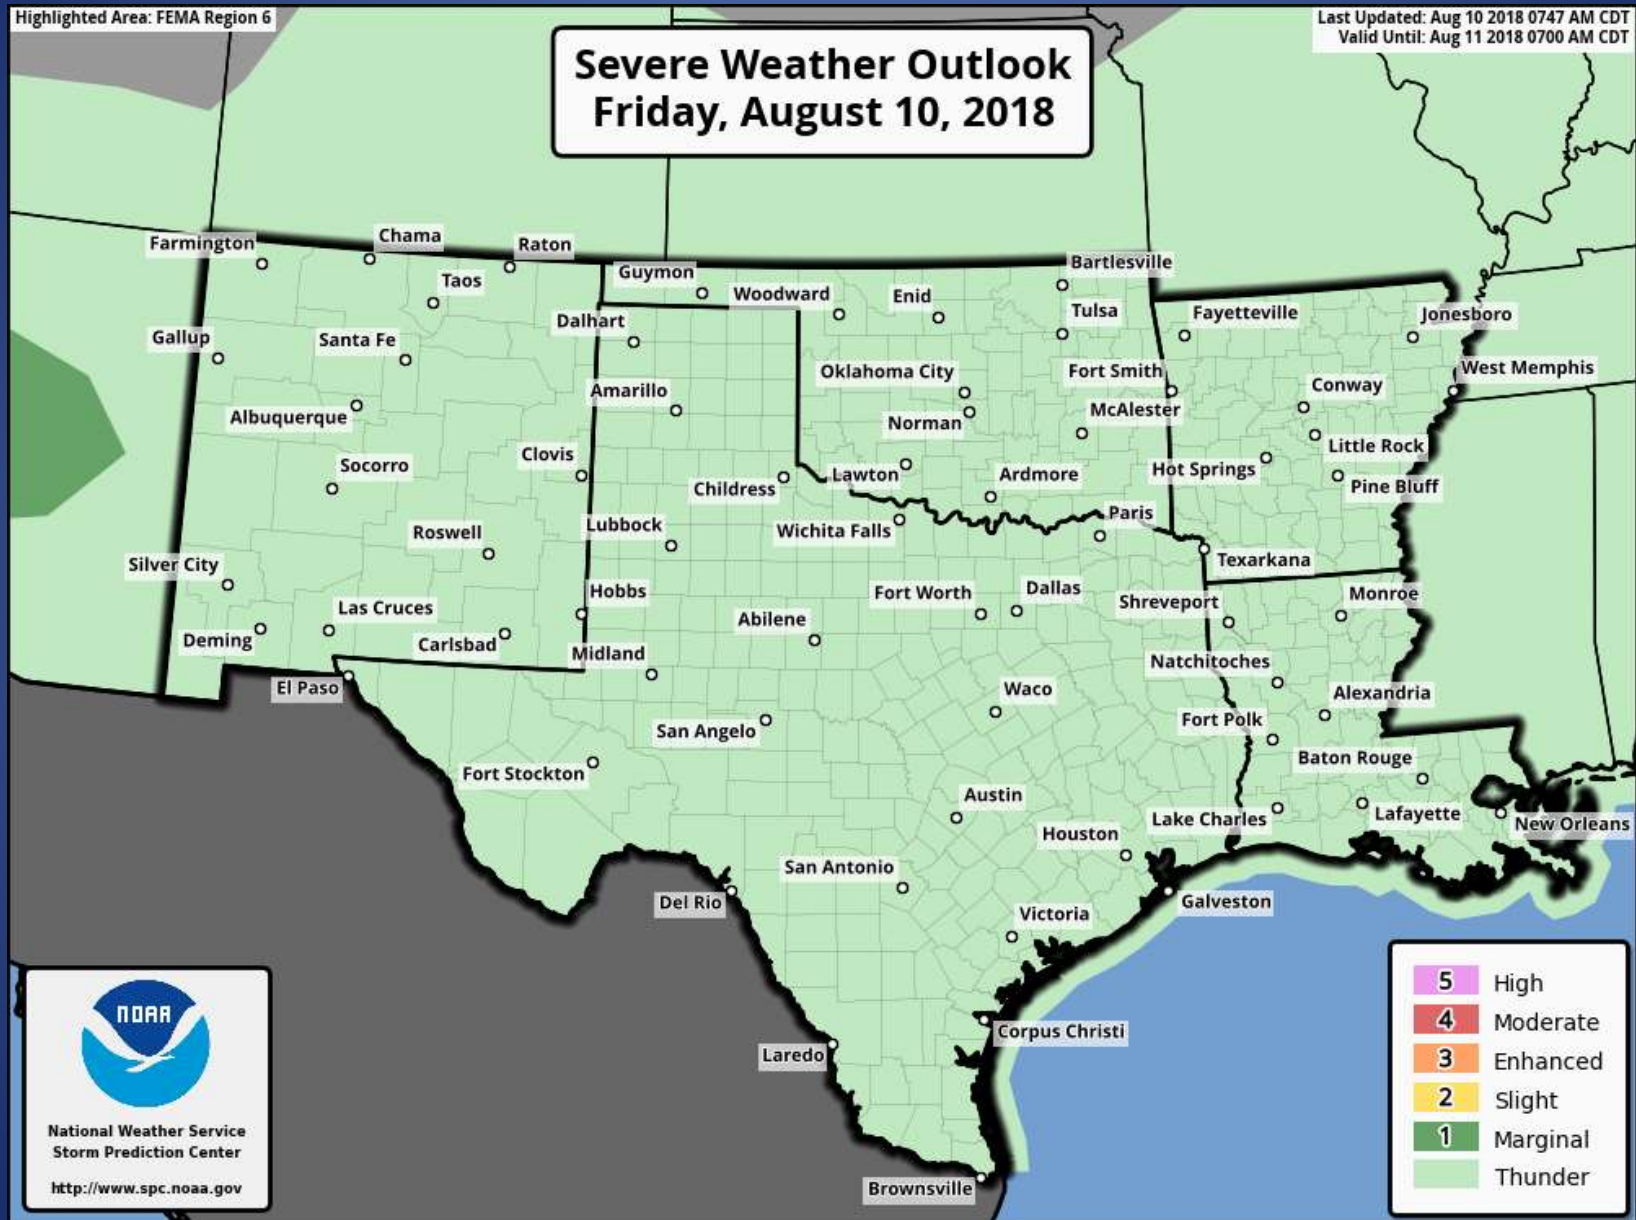 Highlighted Area: FEMA Region 6
Last Updated: Aug 10 2018 0747 AM CDT
Valid Until: Aug 11 2018 0700 AM CDT
Severe Weather Outlook
Friday, August 10, 2018
Farmington
Chama
Raton
Taos
Guymon
Woodward
Enid
Bartlesville
Tulsa
Fayetteville
Jonesboro
Gallup
Santa Fe
Dalhart
Oklahoma City
Fort Smith
Conway
West Memphis
Albuquerque
Amarillo
Norman
McAlester
Little Rock
Socorro
Clovis
Childress
Lawton
Ardmore
Hot Springs
Pine Bluff
Roswell
Lubbock
Wichita Falls
Paris
Texarkana
Silver City
Las Cruces
Hobbs
Abilene
Fort Worth
Dallas
Shreveport
Monroe
Deming
Carlsbad
Midland
Natchitoches
El Paso
San Angelo
Waco
Alexandria
Fort Polk
Fort Stockton
Baton Rouge
Austin
Houston
Lake Charles
Lafayette
New Orleans
San Antonio
Del Rio
Victoria
Galveston
Corpus Christi
Laredo
Brownsville
NOAA
National Weather Service
Storm Prediction Center
http://www.spc.noaa.gov
5 High
4 Moderate
3 Enhanced
2 Slight
1 Marginal
Thunder